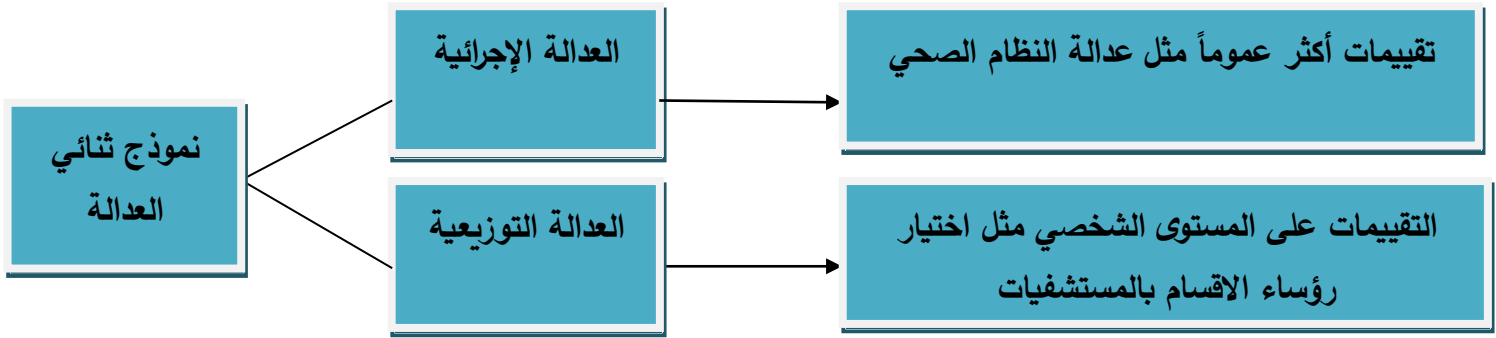 نموذج ثنائي
العدالة
العدالة الإجرائية
تقييمات أكثر عموماً مثل عدالة النظام الصحي
العدالة التوزيعية
التقييمات على المستوى الشخصي مثل اختيار
رؤساء الاقسام بالمستشفيات